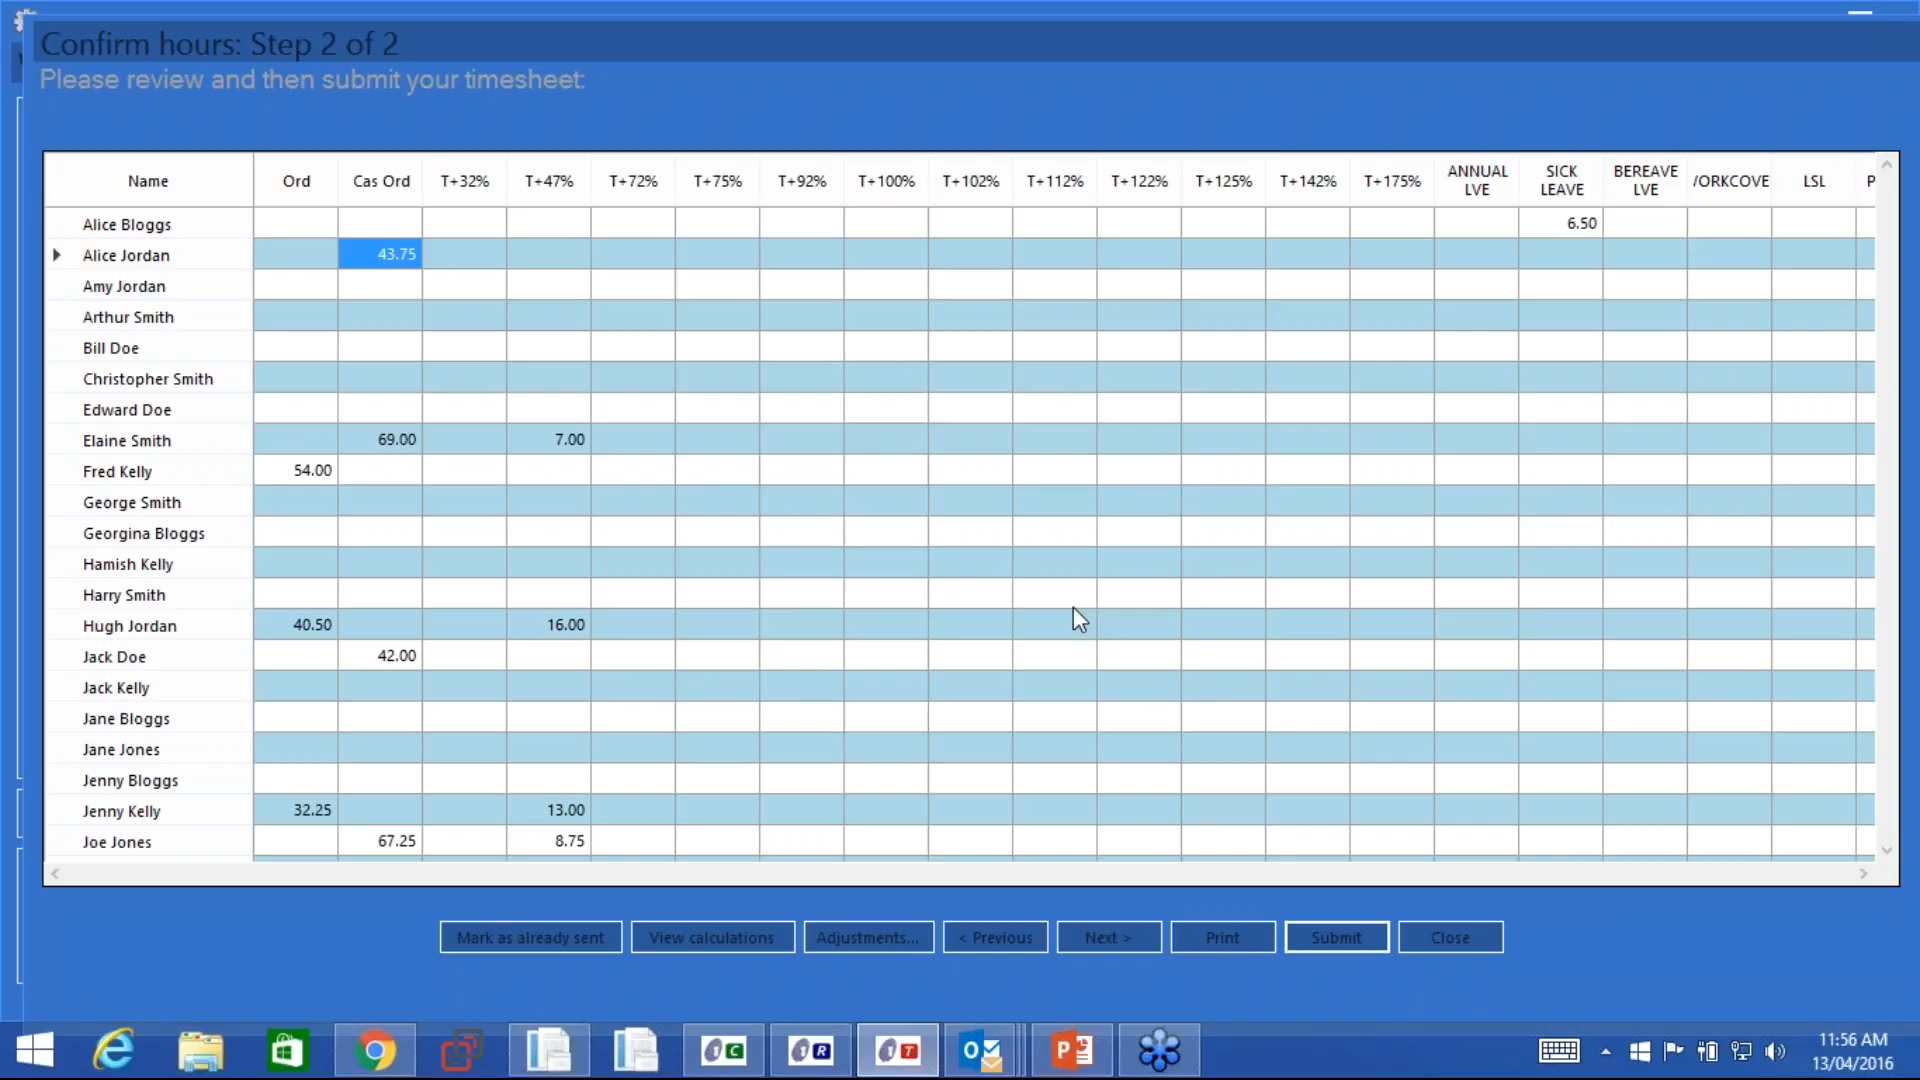 Confirm hours: Step 2 of 2
Please review and then submit your timesheet:
Name Ord Cas Ord T+32% T+47% T+72% T+75% T+92% T+100% T+102% T+112% T+122% T+125% T+142% T+175% ANNUAL LVE SICK LEAVE BEREAVE LVE /ORKCOVE LSL P
Alice Bloggs 6.50
Alice Jordan 43.75
Amy Jordan
Arthur Smith
Bill Doe
Christopher Smith
Edward Doe
Elaine Smith 69.00 7.00
Fred Kelly 54.00
George Smith
Georgina Bloggs
Hamish Kelly
Harry Smith
Hugh Jordan 40.50 16.00
Jack Doe 42.00
Jack Kelly
Jane Bloggs
Jane Jones
Jenny Bloggs
Jenny Kelly 32.25 13.00
Joe Jones 67.25 8.75
Mark as already sent View calculations Adjustments... < Previous Next > Print Submit Close
11:56 AM
13/04/2016